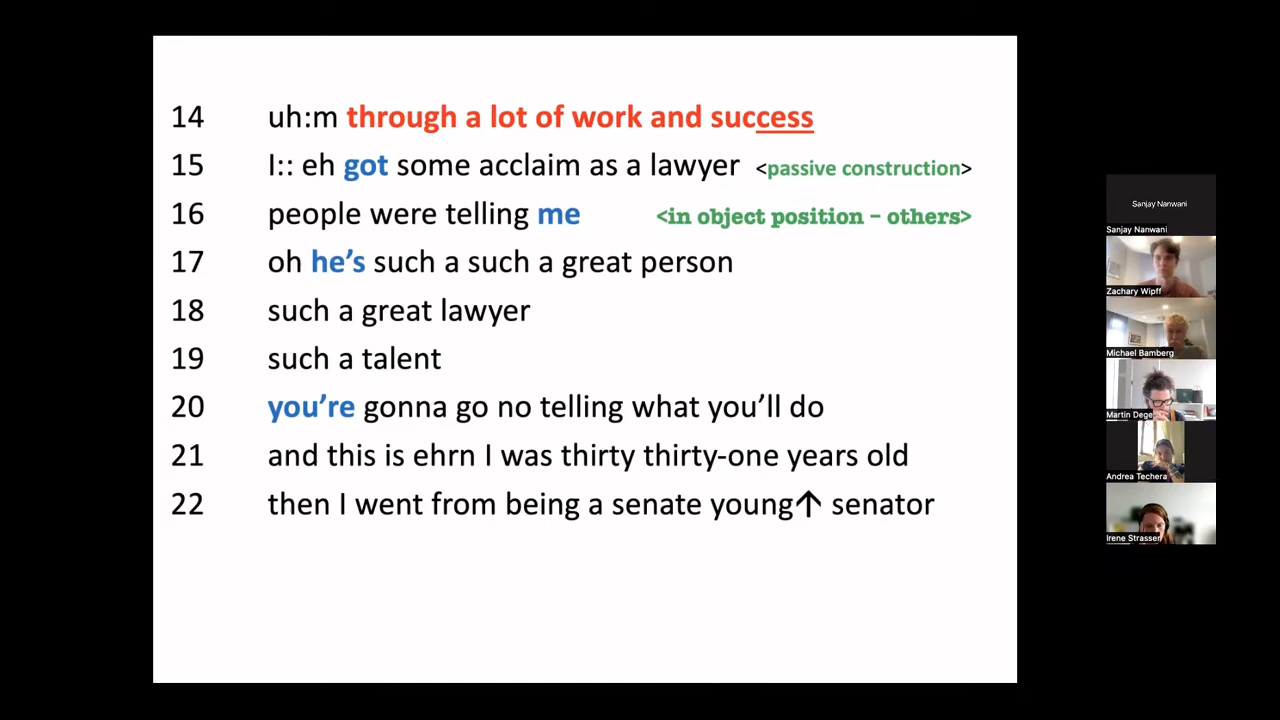 14 uh:m through a lot of work and success
15 I:: eh got some acclaim as a lawyer <passive construction>
16 people were telling me <in object position – others>
17 oh he’s such a such a great person
18 such a great lawyer
19 such a talent
20 you’re gonna go no telling what you’ll do
21 and this is ehrn I was thirty thirty-one years old
22 then I went from being a senate young↑ senator
Sanjay Nanwani
Sanjay Nanwani
Zachary Wipff
Michael Bamberg
Martin Dege
Andrea Techera
Irene Strasser